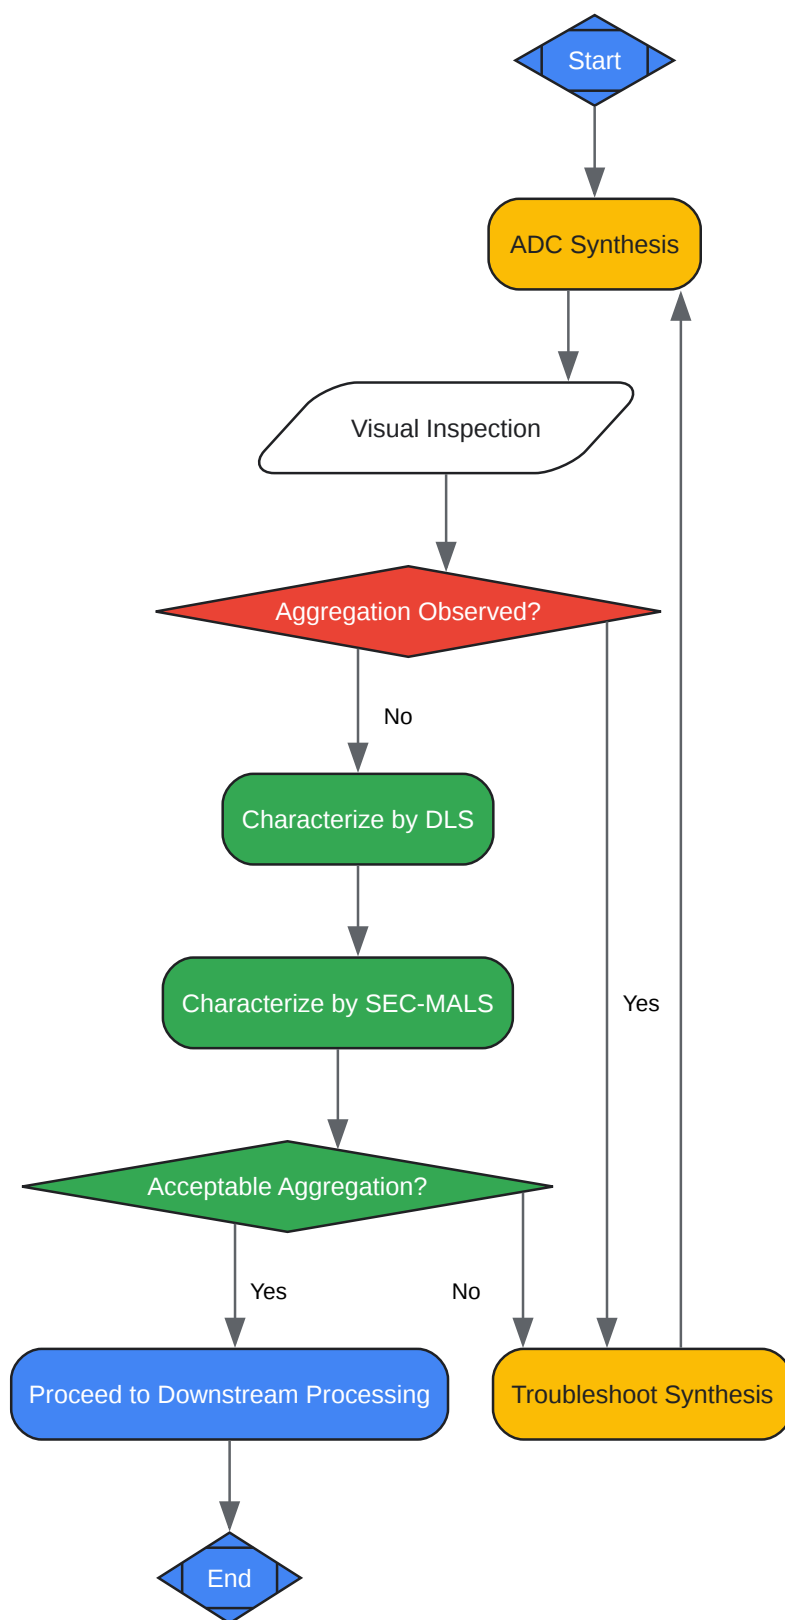 Start
ADC Synthesis
Visual Inspection
Aggregation Observed?
No
Characterize by DLS
Characterize by SEC-MALS
Yes
Acceptable Aggregation?
Yes
No
Proceed to Downstream Processing
Troubleshoot Synthesis
End